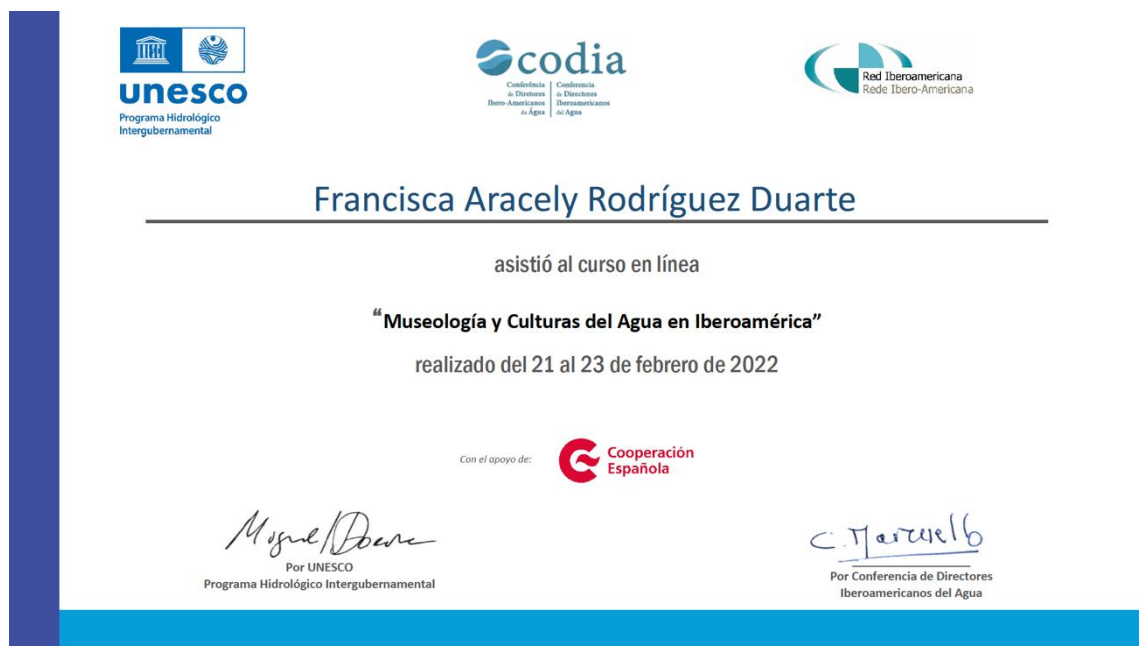 unesco
Programa Hidrológico
Intergubernamental
codia
Conferência
de Diretores
Ibero-Americanos
da Água
Conferencia
de Directores
Iberoamericanos
del Agua
Red Iberoamericana
Rede Ibero-Americana
Francisca Aracely Rodríguez Duarte
asistió al curso en línea
“Museología y Culturas del Agua en Iberoamérica”
realizado del 21 al 23 de febrero de 2022
Con el apoyo de:
Cooperación
Española
Miguel
Por UNESCO
Programa Hidrológico Intergubernamental
C.
Por Conferencia de Directores
Iberoamericanos del Agua